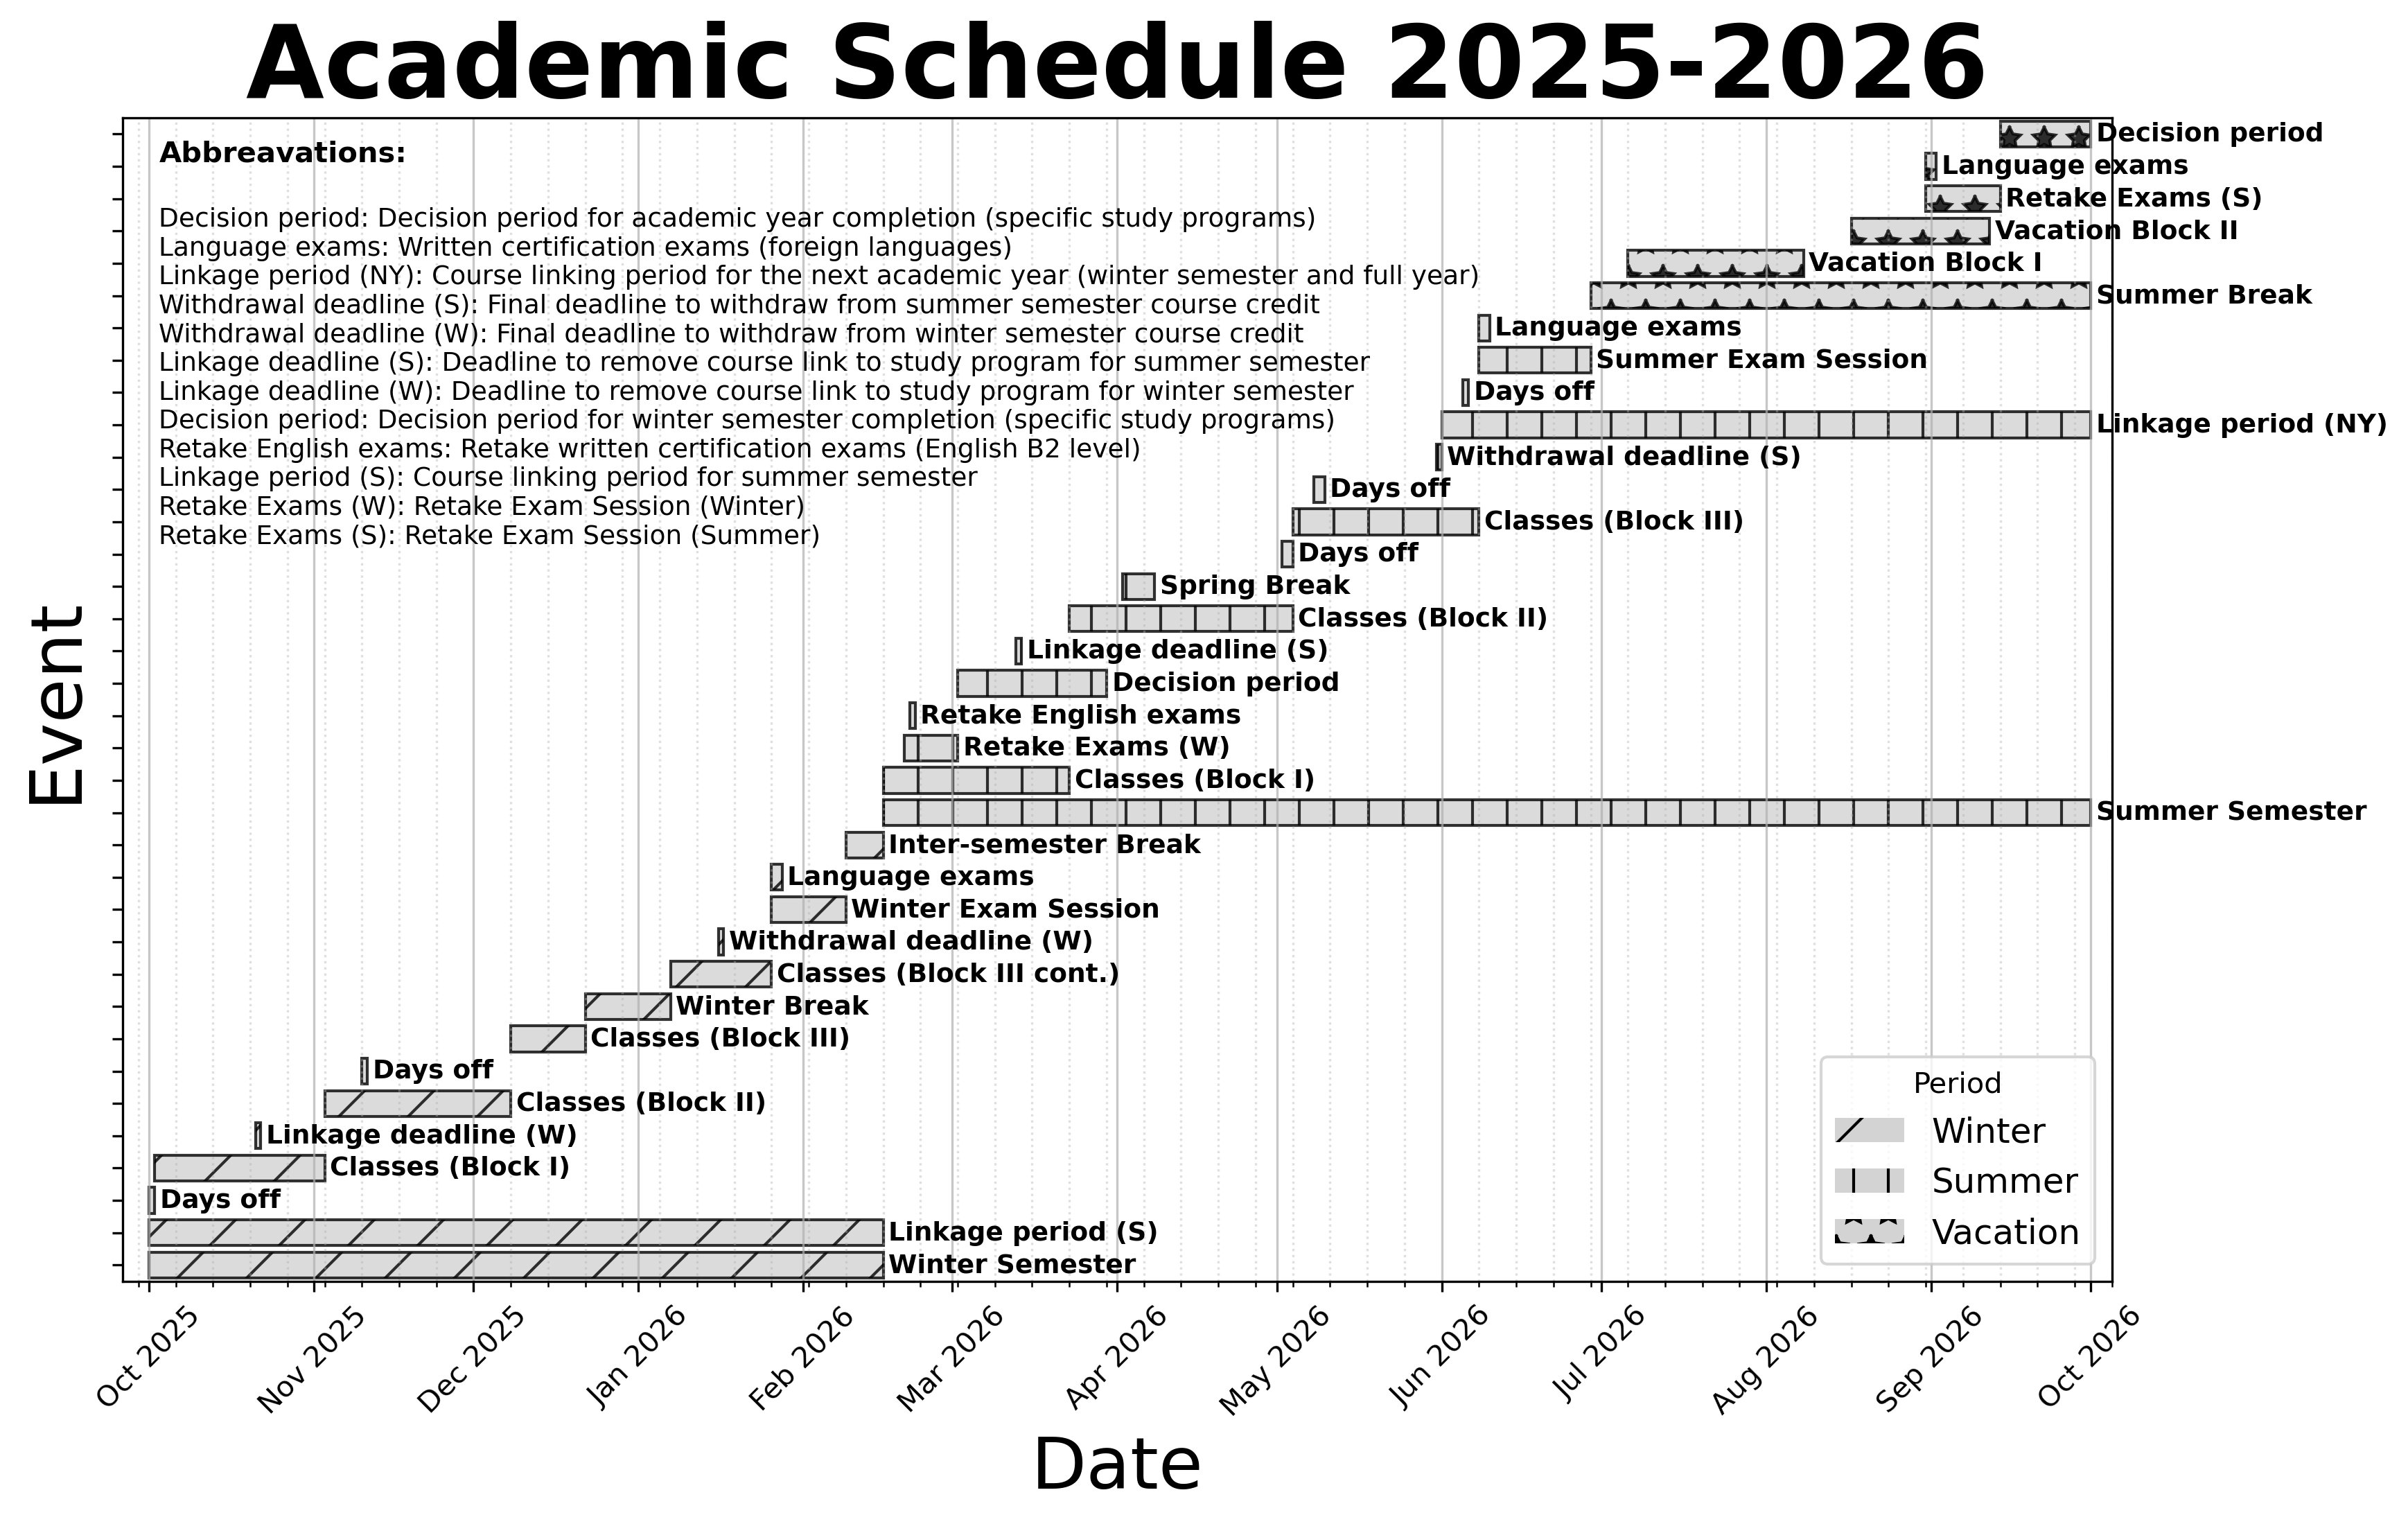 Academic Schedule 2025-2026
Abbreavations:
Decision period: Decision period for academic year completion (specific study programs)
Language exams: Written certification exams (foreign languages)
Linkage period (NY): Course linking period for the next academic year (winter semester and full year)
Withdrawal deadline (S): Final deadline to withdraw from summer semester course credit
Withdrawal deadline (W): Final deadline to withdraw from winter semester course credit
Linkage deadline (S): Deadline to remove course link to study program for summer semester
Linkage deadline (W): Deadline to remove course link to study program for winter semester
Decision period: Decision period for winter semester completion (specific study programs)
Retake English exams: Retake written certification exams (English B2 level)
Linkage period (S): Course linking period for summer semester
Retake Exams (W): Retake Exam Session (Winter)
Retake Exams (S): Retake Exam Session (Summer)
Decision period
Language exams
Retake Exams (S)
Vacation Block II
Vacation Block I
Summer Break
Language exams
Summer Exam Session
Days off
Linkage period (NY)
Withdrawal deadline (S)
Days off
Classes (Block III)
Days off
Spring Break
Classes (Block II)
Linkage deadline (S)
Decision period
Retake English exams
Retake Exams (W)
Classes (Block I)
Summer Semester
Inter-semester Break
Language exams
Winter Exam Session
Withdrawal deadline (W)
Classes (Block III cont.)
Winter Break
Classes (Block III)
Days off
Classes (Block II)
Linkage deadline (W)
Classes (Block I)
Days off
Linkage period (S)
Winter Semester
Period
Winter
Summer
Vacation
Event
Oct 2025
Nov 2025
Dec 2025
Jan 2026
Feb 2026
Mar 2026
Apr 2026
May 2026
Jun 2026
Jul 2026
Aug 2026
Sep 2026
Oct 2026
Date